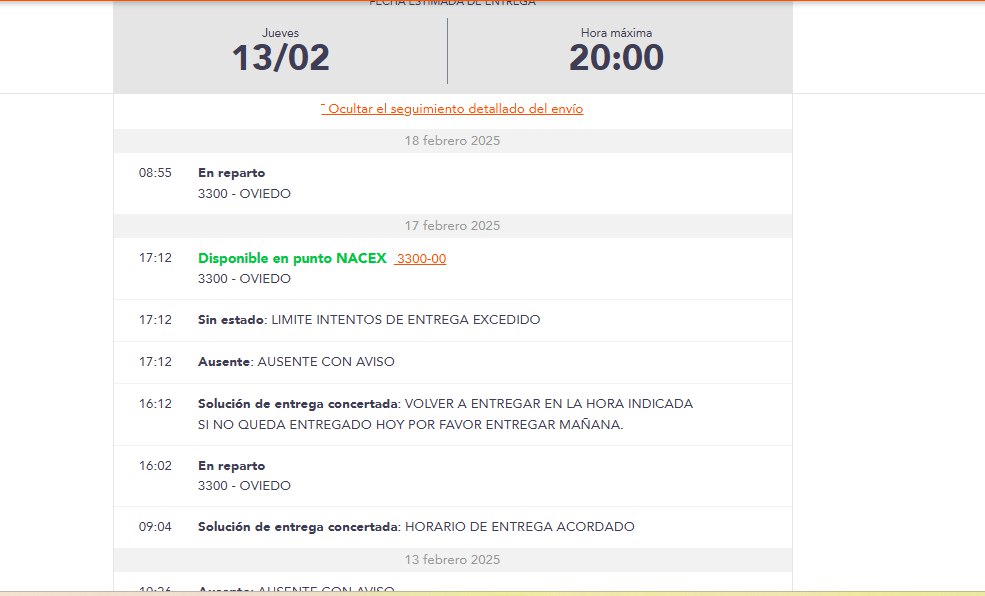 FECHA ESTIMADA DE ENTREGA
Jueves
13/02
Hora máxima
20:00
Ocultar el seguimiento detallado del envío
18 febrero 2025
08:55 En reparto
3300 - OVIEDO
17 febrero 2025
17:12 Disponible en punto NACEX 3300-00
3300 - OVIEDO
17:12 Sin estado: LIMITE INTENTOS DE ENTREGA EXCEDIDO
17:12 Ausente: AUSENTE CON AVISO
16:12 Solución de entrega concertada: VOLVER A ENTREGAR EN LA HORA INDICADA
SI NO QUEDA ENTREGADO HOY POR FAVOR ENTREGAR MAÑANA.
16:02 En reparto
3300 - OVIEDO
09:04 Solución de entrega concertada: HORARIO DE ENTREGA ACORDADO
13 febrero 2025
Ausente: AUSENTE CON AVISO